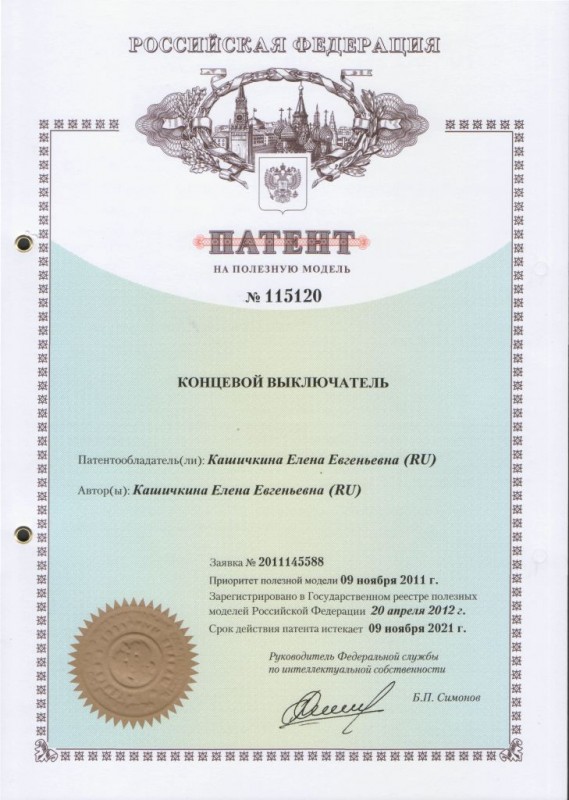 РОССИЙСКАЯ ФЕДЕРАЦИЯ
ПАТЕНТ
НА ПОЛЕЗНУЮ МОДЕЛЬ
№ 115120
КОНЦЕВОЙ ВЫКЛЮЧАТЕЛЬ
Патентообладатель(ли): Кашичкина Елена Евгеньевна (RU)
Автор(ы): Кашичкина Елена Евгеньевна (RU)
Заявка № 2011145588
Приоритет полезной модели 09 ноября 2011 г.
Зарегистрировано в Государственном реестре полезных
моделей Российской Федерации 20 апреля 2012 г.
Срок действия патента истекает 09 ноября 2021 г.
Руководитель Федеральной службы
по интеллектуальной собственности
Б.П. Симонов